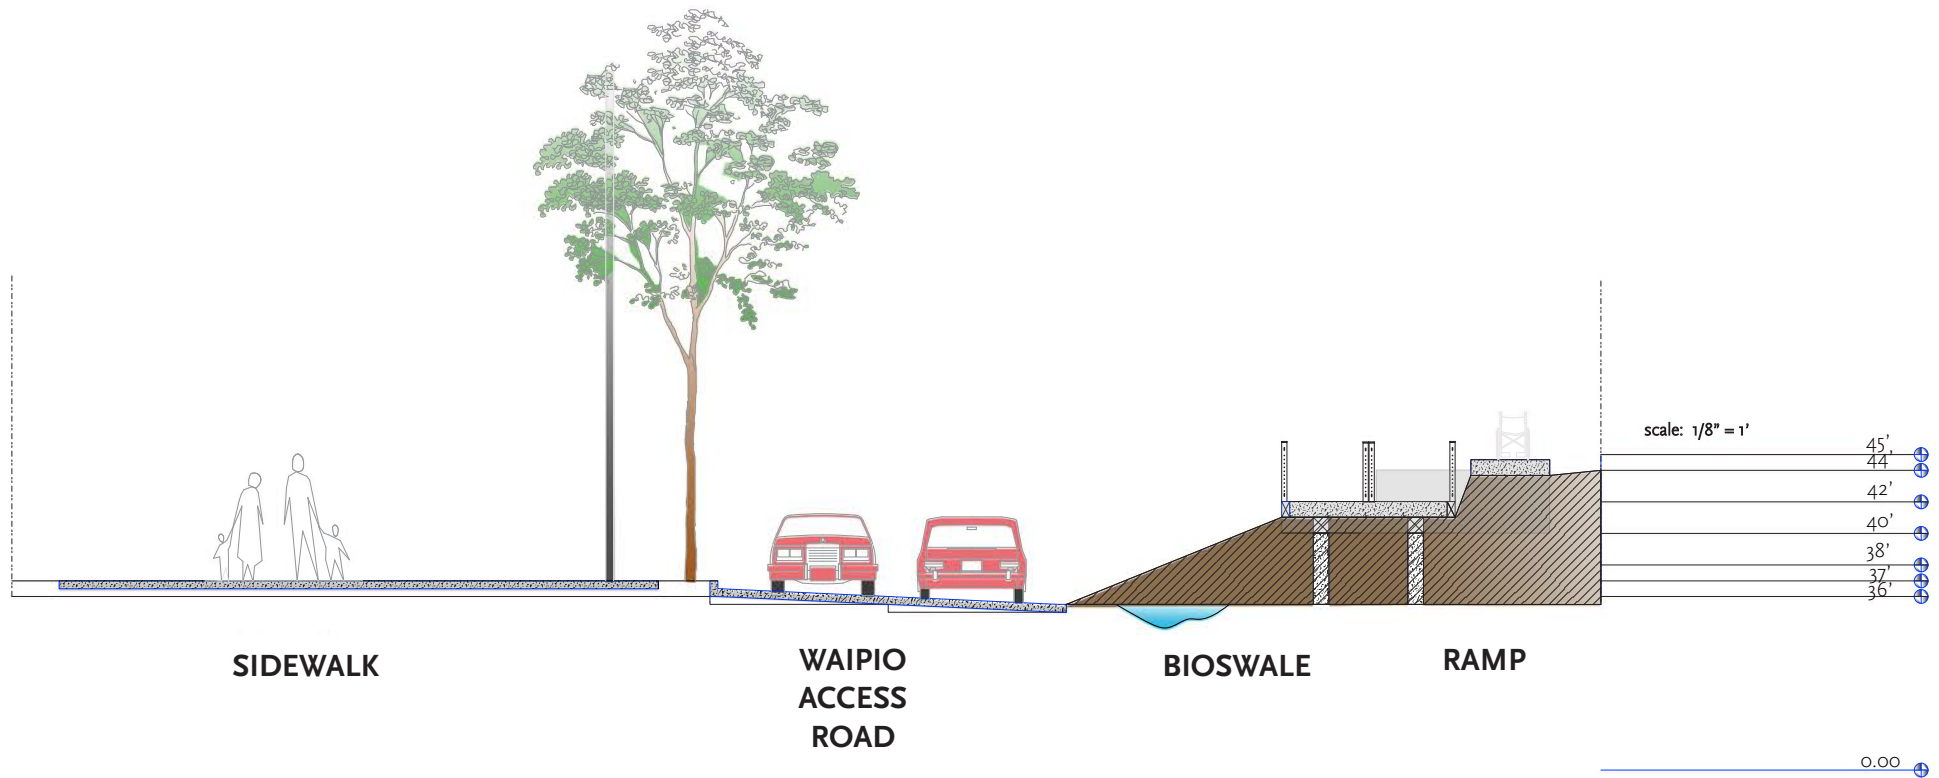 scale: 1/8" = 1'
45'
44'
42'
40'
38'
37'
36'
SIDEWALK
WAIPIO
ACCESS
ROAD
BIOSWALE
RAMP
0.00